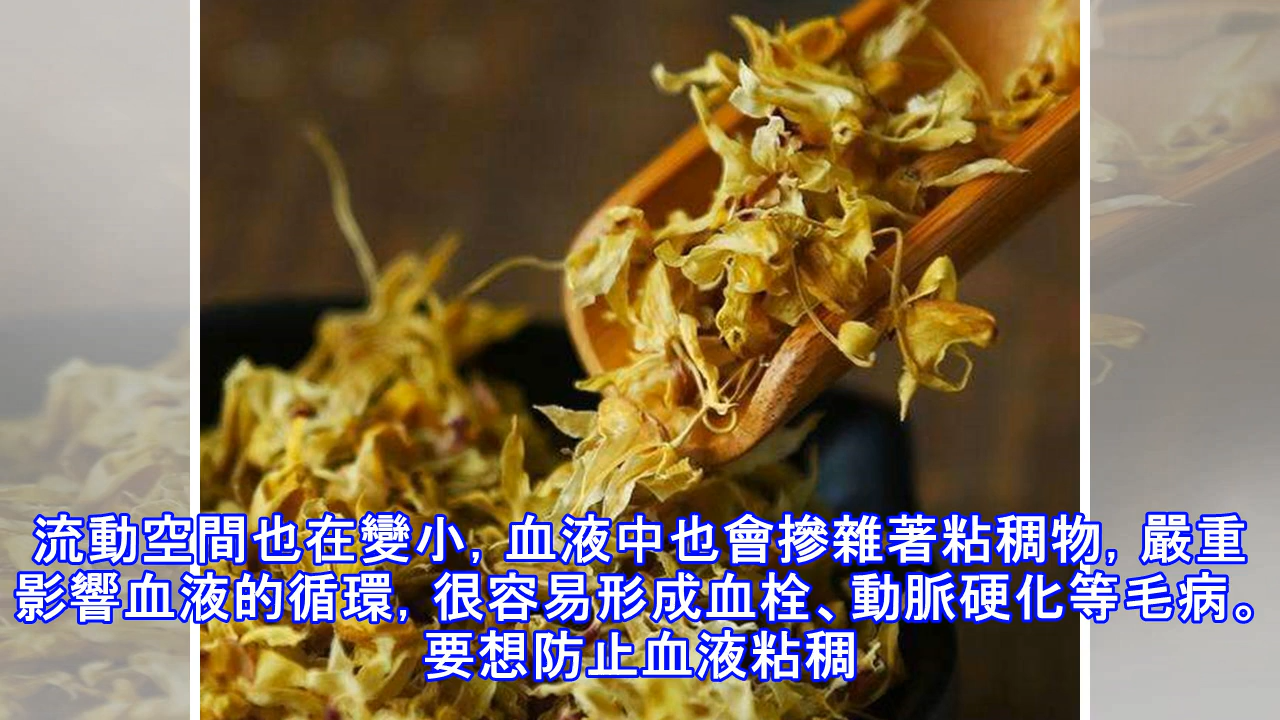 流動空間也在變小, 血液中也會摻雜著粘稠物, 嚴重
影響血液的循環, 很容易形成血栓、動脈硬化等毛病。
要想防止血液粘稠